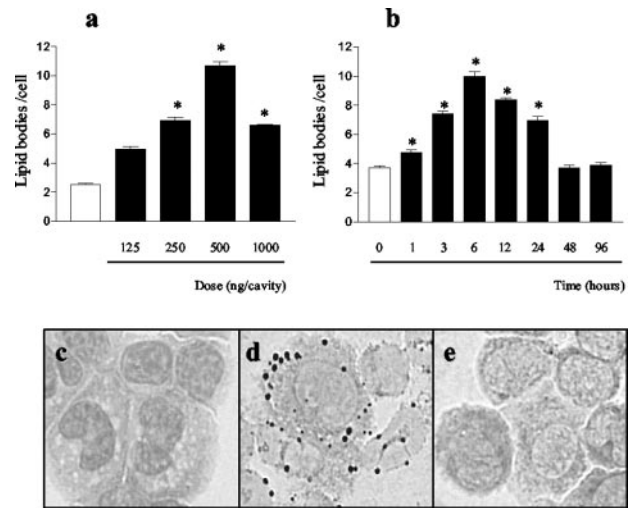 a
Lipid bodies /cell
12
10
8
6
4
2
0
*
*
*
125 250 500 1000
Dose (ng/cavity)
b
Lipid bodies /cell
12
10
8
6
4
2
0
*
*
*
*
*
0 1 3 6 12 24 48 96
Time (hours)
c d e